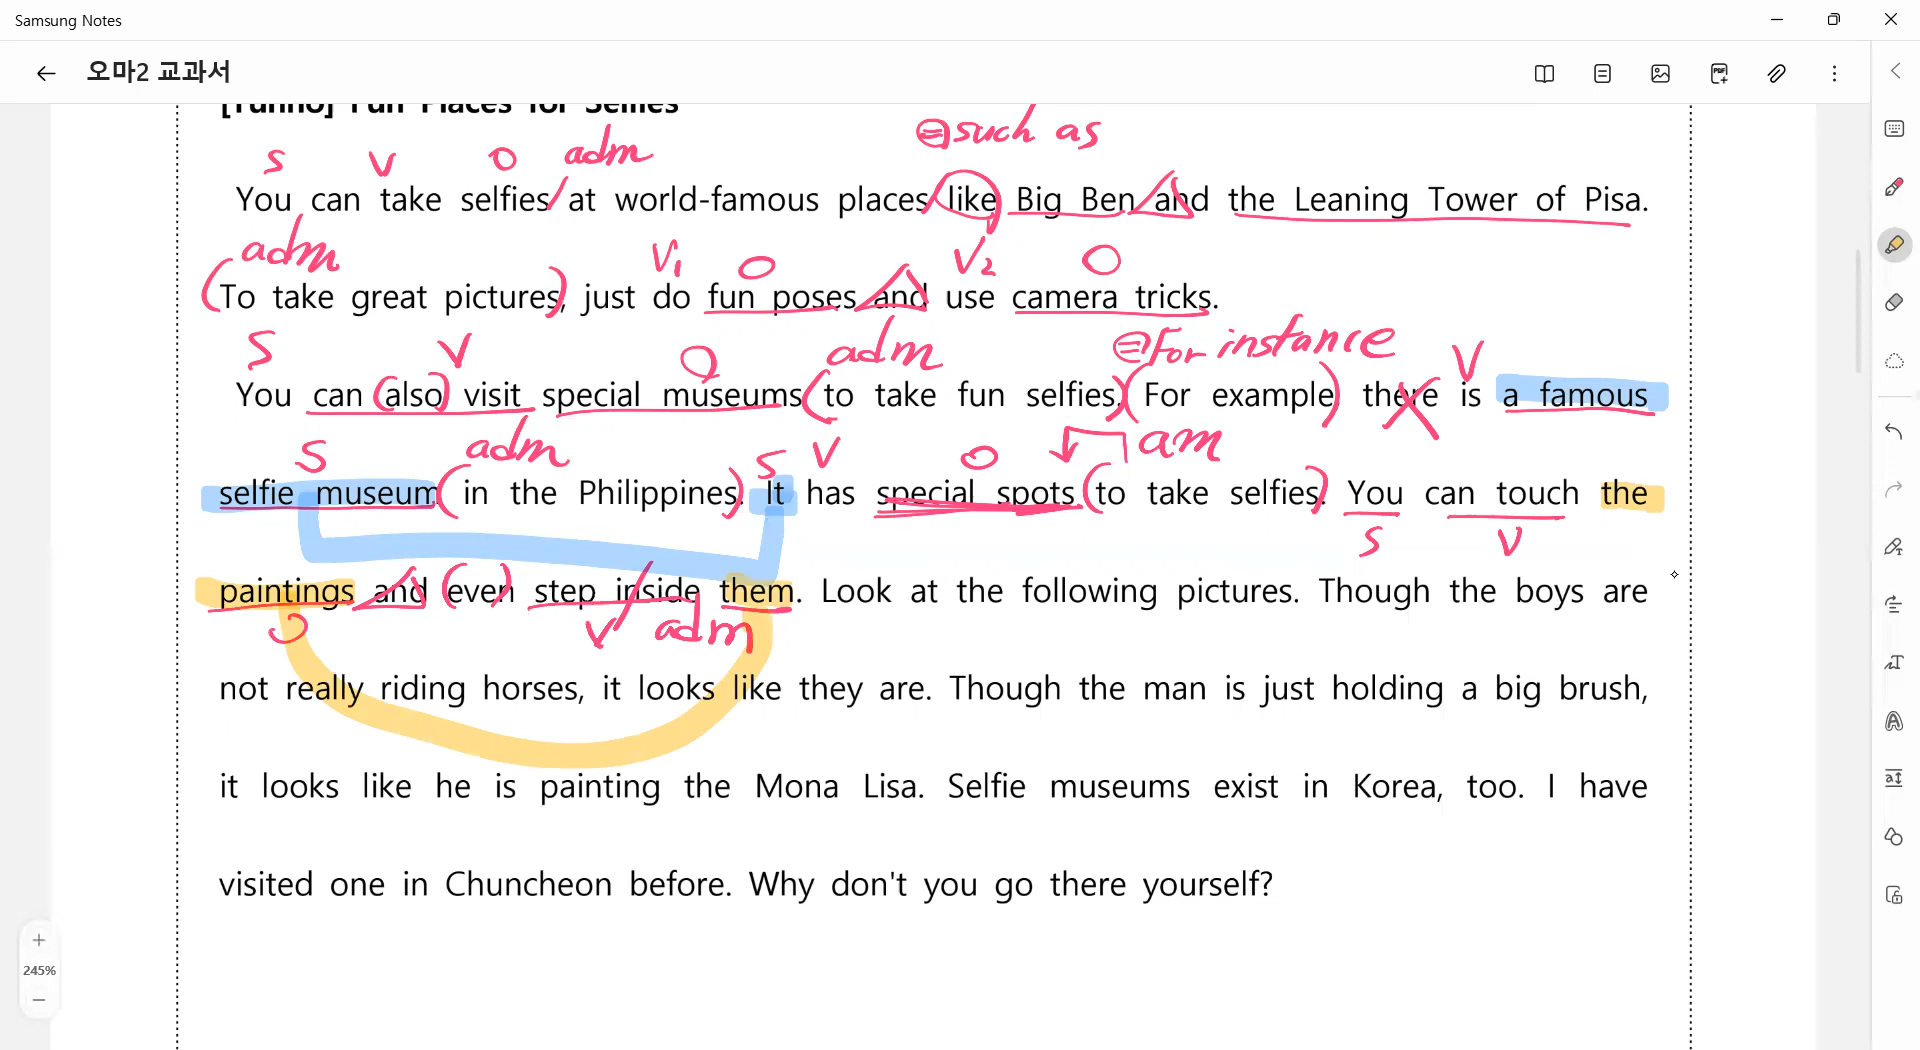 Samsung Notes
오마2 교과서
[Yunho] Fun Places for Selfies
⊜such as
S V O adm
You can take selfies at world-famous places like Big Ben and the Leaning Tower of Pisa.
adm V1 O V2 O
To take great pictures, just do fun poses and use camera tricks.
S V O adm ⊜For instance V
You can also visit special museums to take fun selfies. For example, there is a famous
S adm S V O am
selfie museum in the Philippines. It has special spots to take selfies. You can touch the
S V
paintings and even step inside them. Look at the following pictures. Though the boys are
O V adm
not really riding horses, it looks like they are. Though the man is just holding a big brush,
it looks like he is painting the Mona Lisa. Selfie museums exist in Korea, too. I have
visited one in Chuncheon before. Why don't you go there yourself?
245%